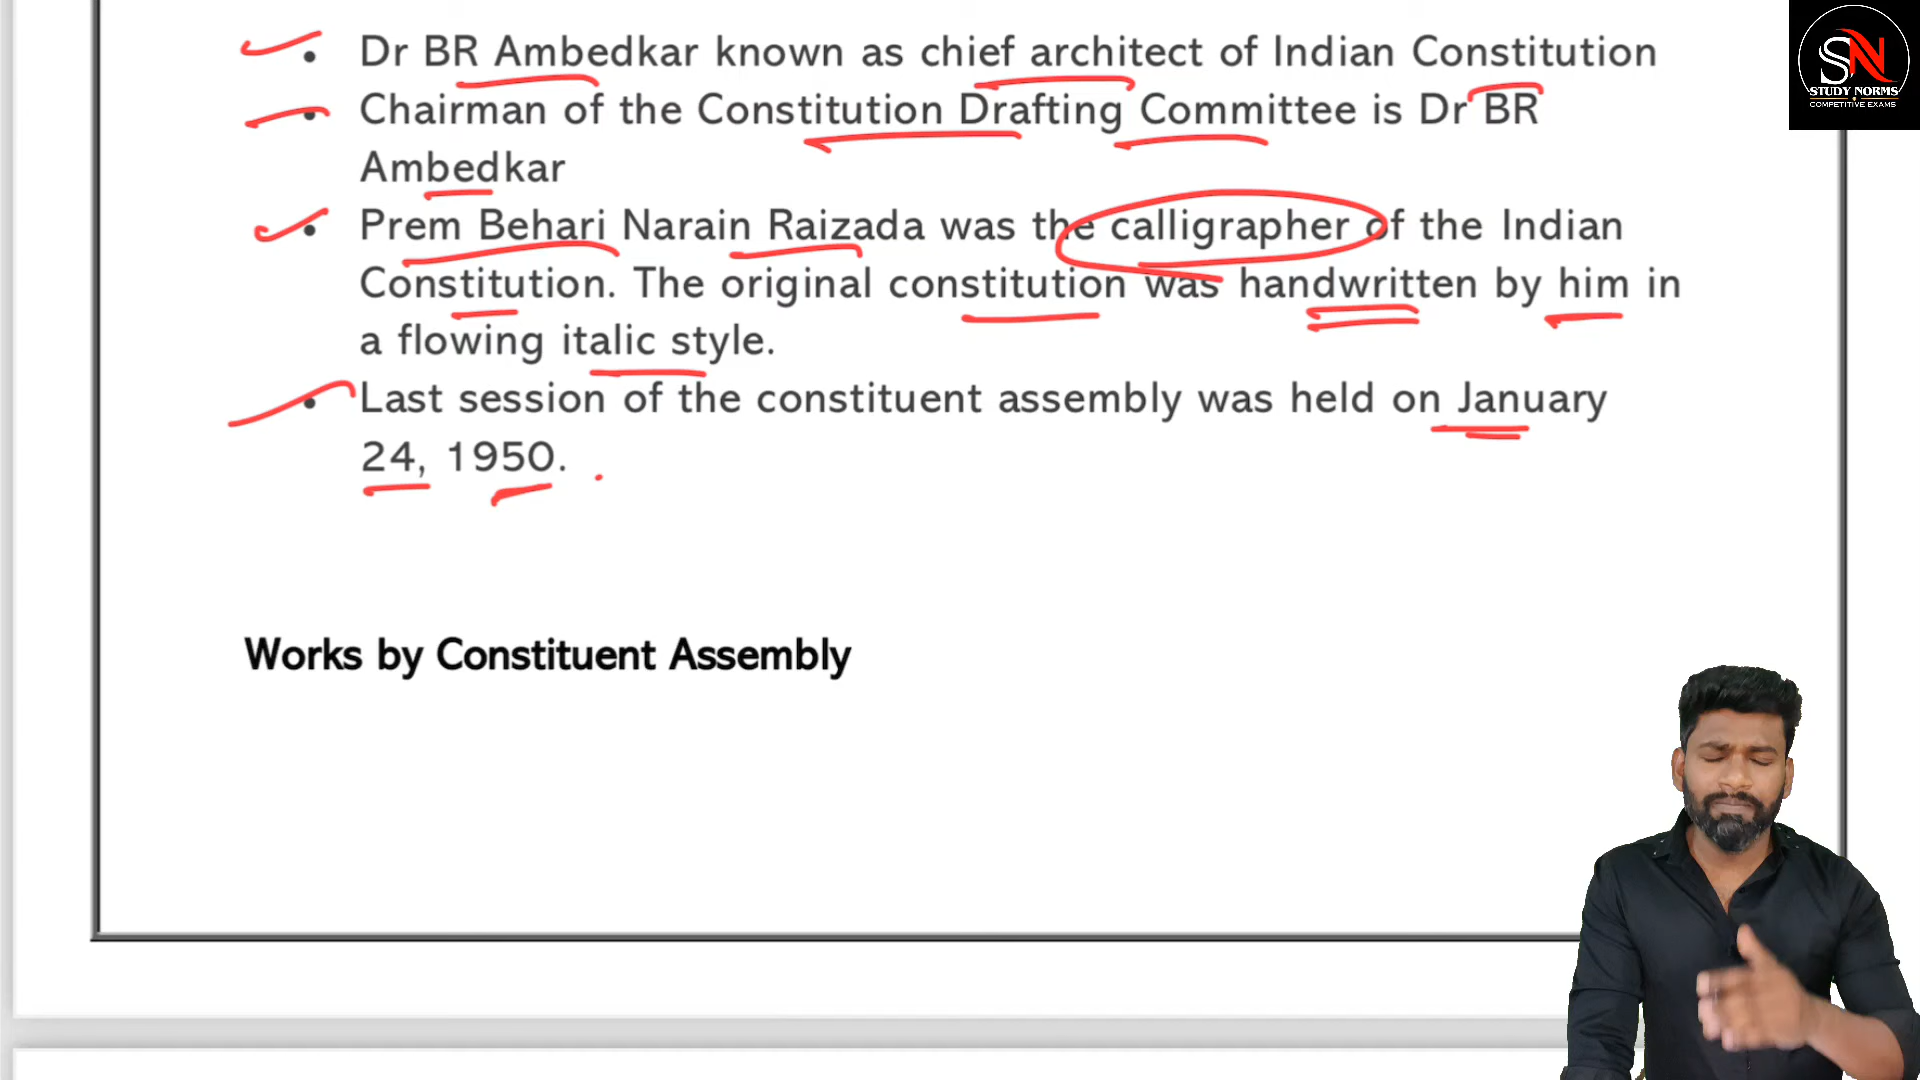 Dr BR Ambedkar known as chief architect of Indian Constitution
Chairman of the Constitution Drafting Committee is Dr BR
Ambedkar
Prem Behari Narain Raizada was the calligrapher of the Indian
Constitution. The original constitution was handwritten by him in
a flowing italic style.
Last session of the constituent assembly was held on January
24, 1950.
Works by Constituent Assembly
SN
STUDY NORMS
COMPETITIVE EXAMS